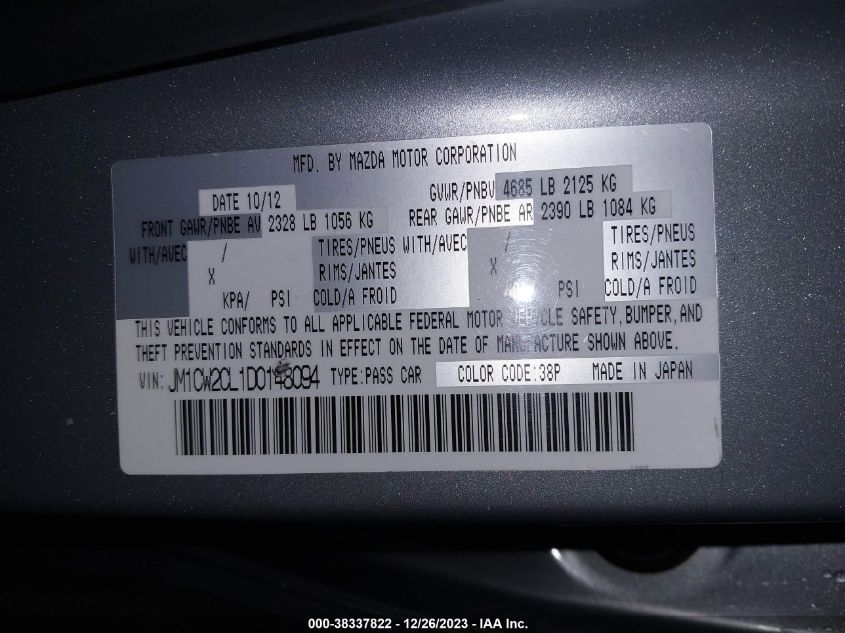 MFD. BY MAZDA MOTOR CORPORATION
DATE 10/12 GVWR/PNBV 4685 LB 2125 KG
FRONT GAWR/PNBE AV 2328 LB 1056 KG REAR GAWR/PNBE AR 2390 LB 1084 KG
WITH/AVEC / TIRES/PNEUS WITH/AVEC / TIRES/PNEUS
X RIMS/JANTES X RIMS/JANTES
KPA/ PSI COLD/A FROID PSI COLD/A FROID
THIS VEHICLE CONFORMS TO ALL APPLICABLE FEDERAL MOTOR VEHICLE SAFETY, BUMPER, AND
THEFT PREVENTION STANDARDS IN EFFECT ON THE DATE OF MANUFACTURE SHOWN ABOVE.
VIN: JM1CW2CL1D0148094 TYPE:PASS CAR COLOR CODE:38P MADE IN JAPAN
000-38337822 - 12/26/2023 - IAA Inc.